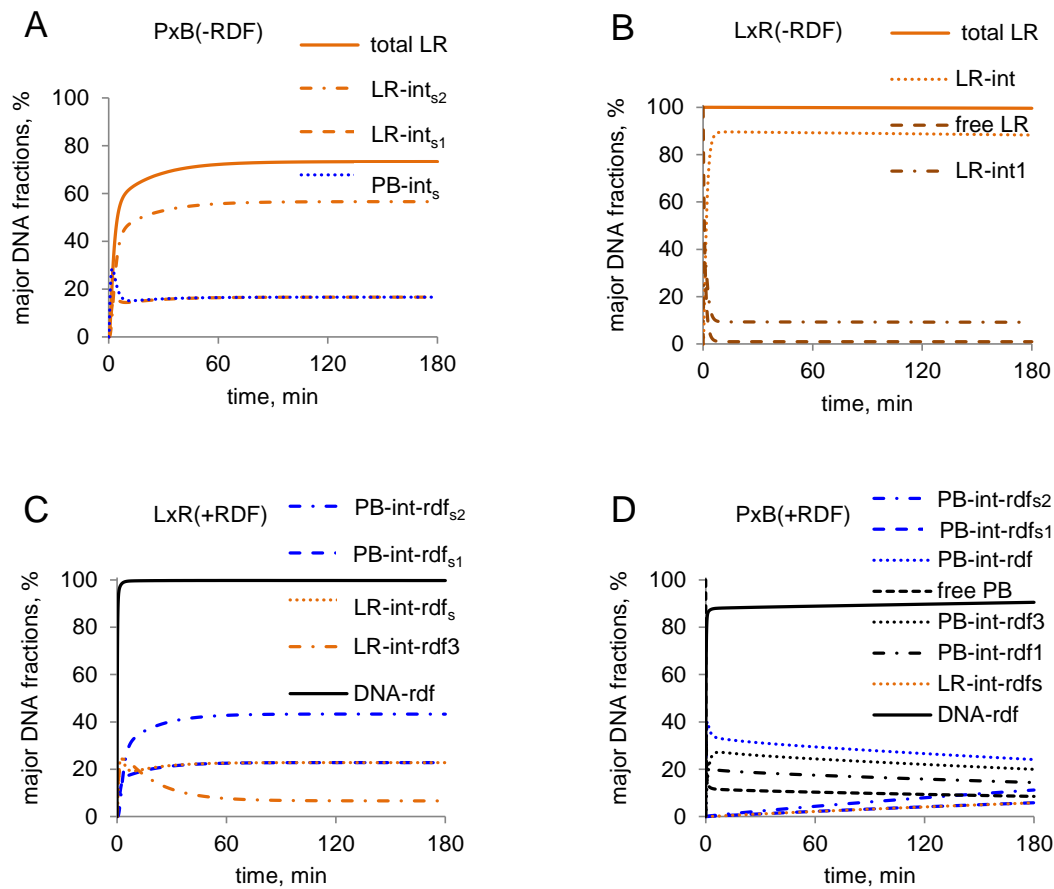 A
PxB(-RDF)
total LR
LR-int_s2
LR-int_s1
PB-int_s
major DNA fractions, %
100
80
60
40
20
0
0
60
120
180
time, min
B
LxR(-RDF)
total LR
LR-int
free LR
LR-int1
major DNA fractions, %
100
80
60
40
20
0
0
60
120
180
time, min
C
LxR(+RDF)
PB-int-rdf_s2
PB-int-rdf_s1
LR-int-rdf_s
LR-int-rdf3
DNA-rdf
major DNA fractions, %
100
80
60
40
20
0
0
60
120
180
time, min
D
PxB(+RDF)
PB-int-rdfs2
PB-int-rdfs1
PB-int-rdf
free PB
PB-int-rdf3
PB-int-rdf1
LR-int-rdfs
DNA-rdf
major DNA fractions, %
100
80
60
40
20
0
0
60
120
180
time, min